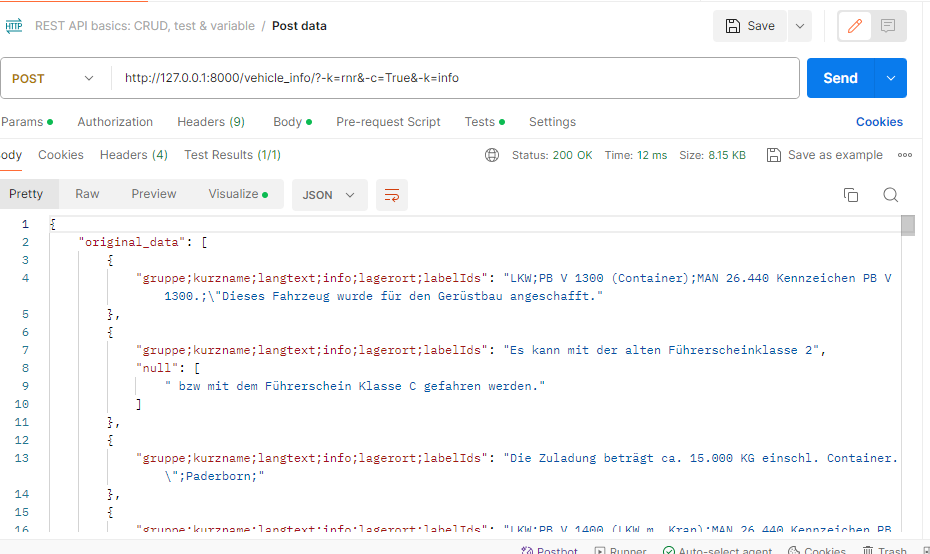 HTTP REST API basics: CRUD, test & variable / Post data Save
POST http://127.0.0.1:8000/vehicle_info/?-k=rnr&-c=True&-k=info Send
Params Authorization Headers (9) Body Pre-request Script Tests Settings Cookies
ody Cookies Headers (4) Test Results (1/1) Status: 200 OK Time: 12 ms Size: 8.15 KB Save as example
Pretty Raw Preview Visualize JSON
1 {
2 "original_data": [
3 {
4 "gruppe;kurzname;langtext;info;lagerort;labelIds": "LKW;PB V 1300 (Container);MAN 26.440 Kennzeichen PB V
1300.;\"Dieses Fahrzeug wurde für den Gerüstbau angeschafft."
5 },
6 {
7 "gruppe;kurzname;langtext;info;lagerort;labelIds": "Es kann mit der alten Führerscheinklasse 2",
8 "null": [
9 " bzw mit dem Führerschein Klasse C gefahren werden."
10 ]
11 },
12 {
13 "gruppe;kurzname;langtext;info;lagerort;labelIds": "Die Zuladung beträgt ca. 15.000 KG einschl. Container.
\";Paderborn;"
14 },
15 {
16 "gruppe;kurzname;langtext;info;lagerort;labelIds": "LKW;PB V 1400 (LKW m. Kran);MAN 26.440 Kennzeichen PB
Postbot Runner Auto-select agent Cookies Trash